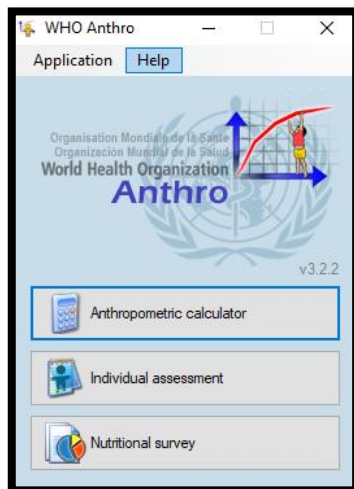 WHO Anthro
Application Help
Organisation Mondiale de la Santé
Organización Mundial de la Salud
World Health Organization
Anthro
v3.2.2
Anthropometric calculator
Individual assessment
Nutritional survey